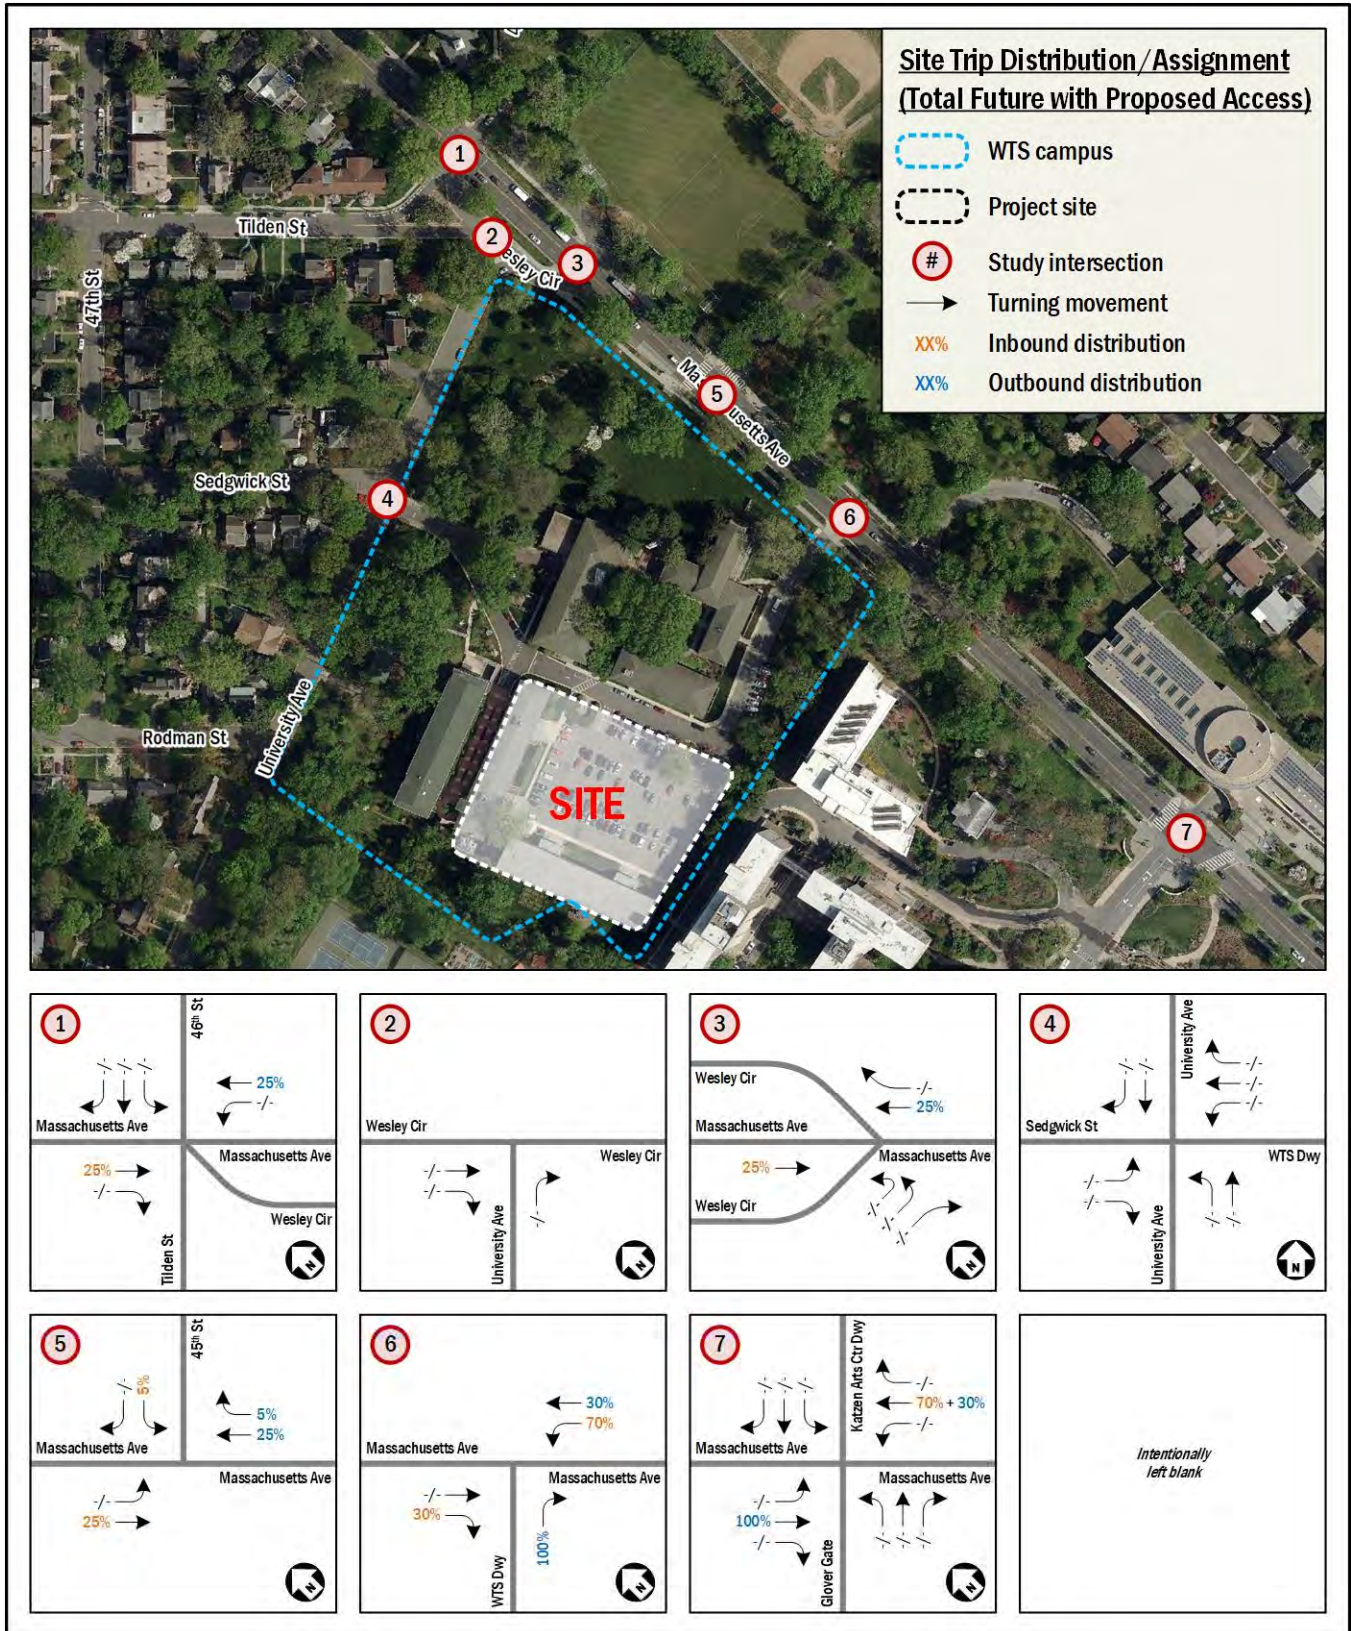 Site Trip Distribution/Assignment
(Total Future with Proposed Access)
WTS campus
Project site
# Study intersection
Turning movement
XX% Inbound distribution
XX% Outbound distribution
1
Tilden St
2
esley Cir
3
47th St
Ma
5
usetts Ave
Sedgwick St
4
6
University Ave
Rodman St
SITE
7
1
46th St
-/- -/- -/-
25%
-/-
Massachusetts Ave
25%
Massachusetts Ave
-/-
Wesley Cir
Tilden St
N
2
Wesley Cir
Wesley Cir
-/-
-/-
-/-
University Ave
N
3
Wesley Cir
-/-
25%
Massachusetts Ave
Massachusetts Ave
25%
Wesley Cir
-/- -/- -/-
N
4
University Ave
-/- -/-
-/-
-/-
-/-
Sedgwick St
WTS Dwy
-/-
-/-
-/- -/-
University Ave
N
5
45th St
-/- 5%
5%
25%
Massachusetts Ave
Massachusetts Ave
-/-
25%
N
6
30%
70%
Massachusetts Ave
Massachusetts Ave
-/-
30%
100%
WTS Dwy
N
7
Katzen Arts Ctr Dwy
-/- -/- -/-
-/-
70% + 30%
-/-
Massachusetts Ave
Massachusetts Ave
-/-
100%
-/-
-/- -/- -/-
Glover Gate
N
Intentionally
left blank